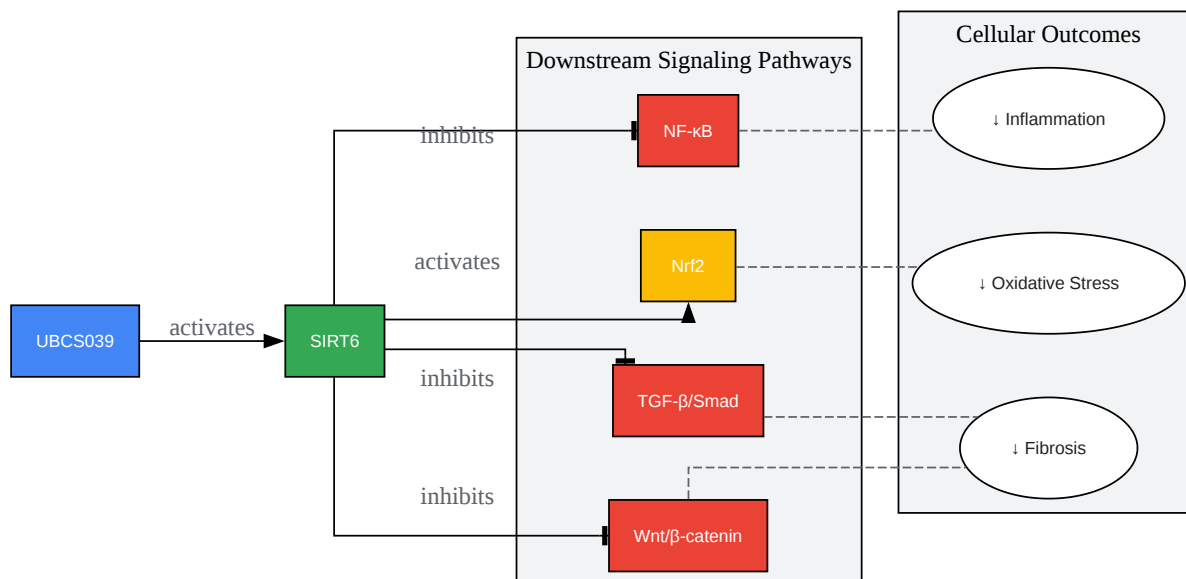 Cellular Outcomes
Downstream Signaling Pathways
inhibits
NF-κB
↓ Inflammation
activates
Nrf2
↓ Oxidative Stress
UBCS039
activates
SIRT6
inhibits
TGF-β/Smad
↓ Fibrosis
inhibits
Wnt/β-catenin